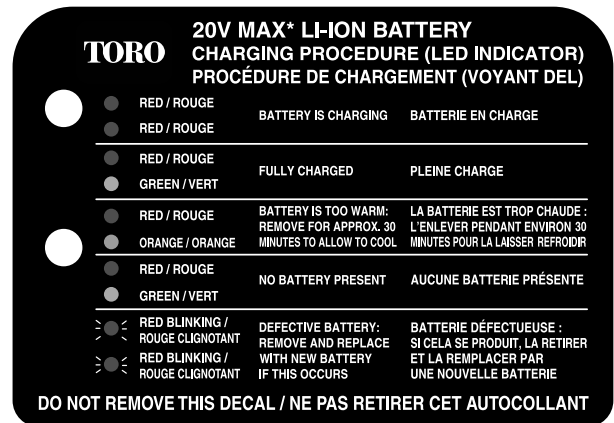 TORO
20V MAX* LI-ION BATTERY
CHARGING PROCEDURE (LED INDICATOR)
PROCÉDURE DE CHARGEMENT (VOYANT DEL)
RED / ROUGE
RED / ROUGE
BATTERY IS CHARGING
BATTERIE EN CHARGE
RED / ROUGE
GREEN / VERT
FULLY CHARGED
PLEINE CHARGE
RED / ROUGE
ORANGE / ORANGE
BATTERY IS TOO WARM:
REMOVE FOR APPROX. 30
MINUTES TO ALLOW TO COOL
LA BATTERIE EST TROP CHAUDE :
L'ENLEVER PENDANT ENVIRON 30
MINUTES POUR LA LAISSER REFROIDIR
RED / ROUGE
GREEN / VERT
NO BATTERY PRESENT
AUCUNE BATTERIE PRÉSENTE
RED BLINKING /
ROUGE CLIGNOTANT
RED BLINKING /
ROUGE CLIGNOTANT
DEFECTIVE BATTERY:
REMOVE AND REPLACE
WITH NEW BATTERY
IF THIS OCCURS
BATTERIE DÉFECTUEUSE :
SI CELA SE PRODUIT, LA RETIRER
ET LA REMPLACER PAR
UNE NOUVELLE BATTERIE
DO NOT REMOVE THIS DECAL / NE PAS RETIRER CET AUTOCOLLANT